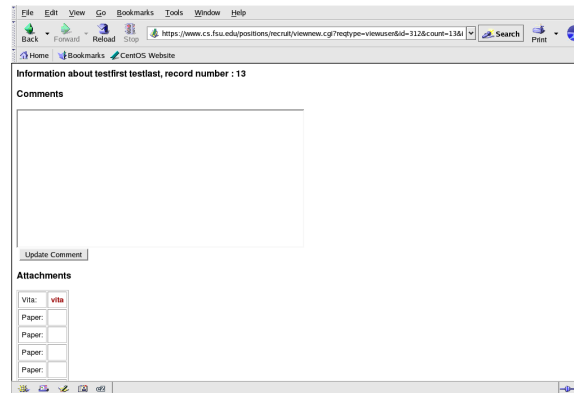 File Edit View Go Bookmarks Tools Window Help
Back Forward Reload Stop https://www.cs.fsu.edu/positions/recruit/viewnew.cgi?reqtype=viewuser&id=312&count=13&i Search Print
Home Bookmarks CentOS Website
Information about testfirst testlast, record number : 13
Comments
Update Comment
Attachments
Vita: vita
Paper:
Paper:
Paper:
Paper: